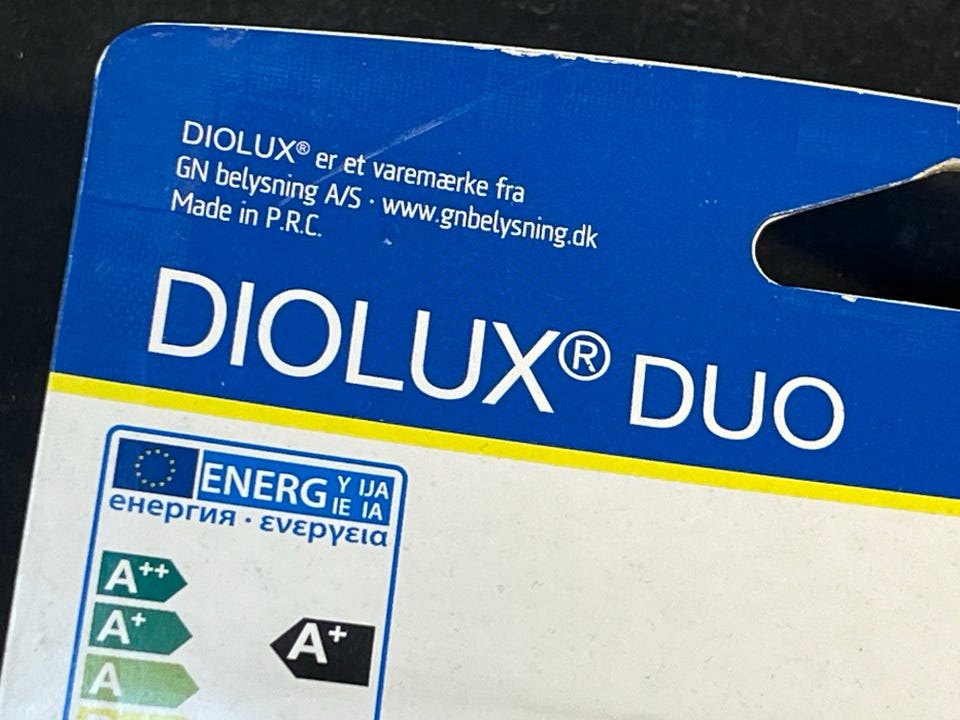 DIOLUX® er et varemærke fra
GN belysning A/S · www.gnbelysning.dk
Made in P.R.C.
DIOLUX® DUO
ENERG Y IJA
IE IA
енергия · ενεργεια
A++
A+
A+
A